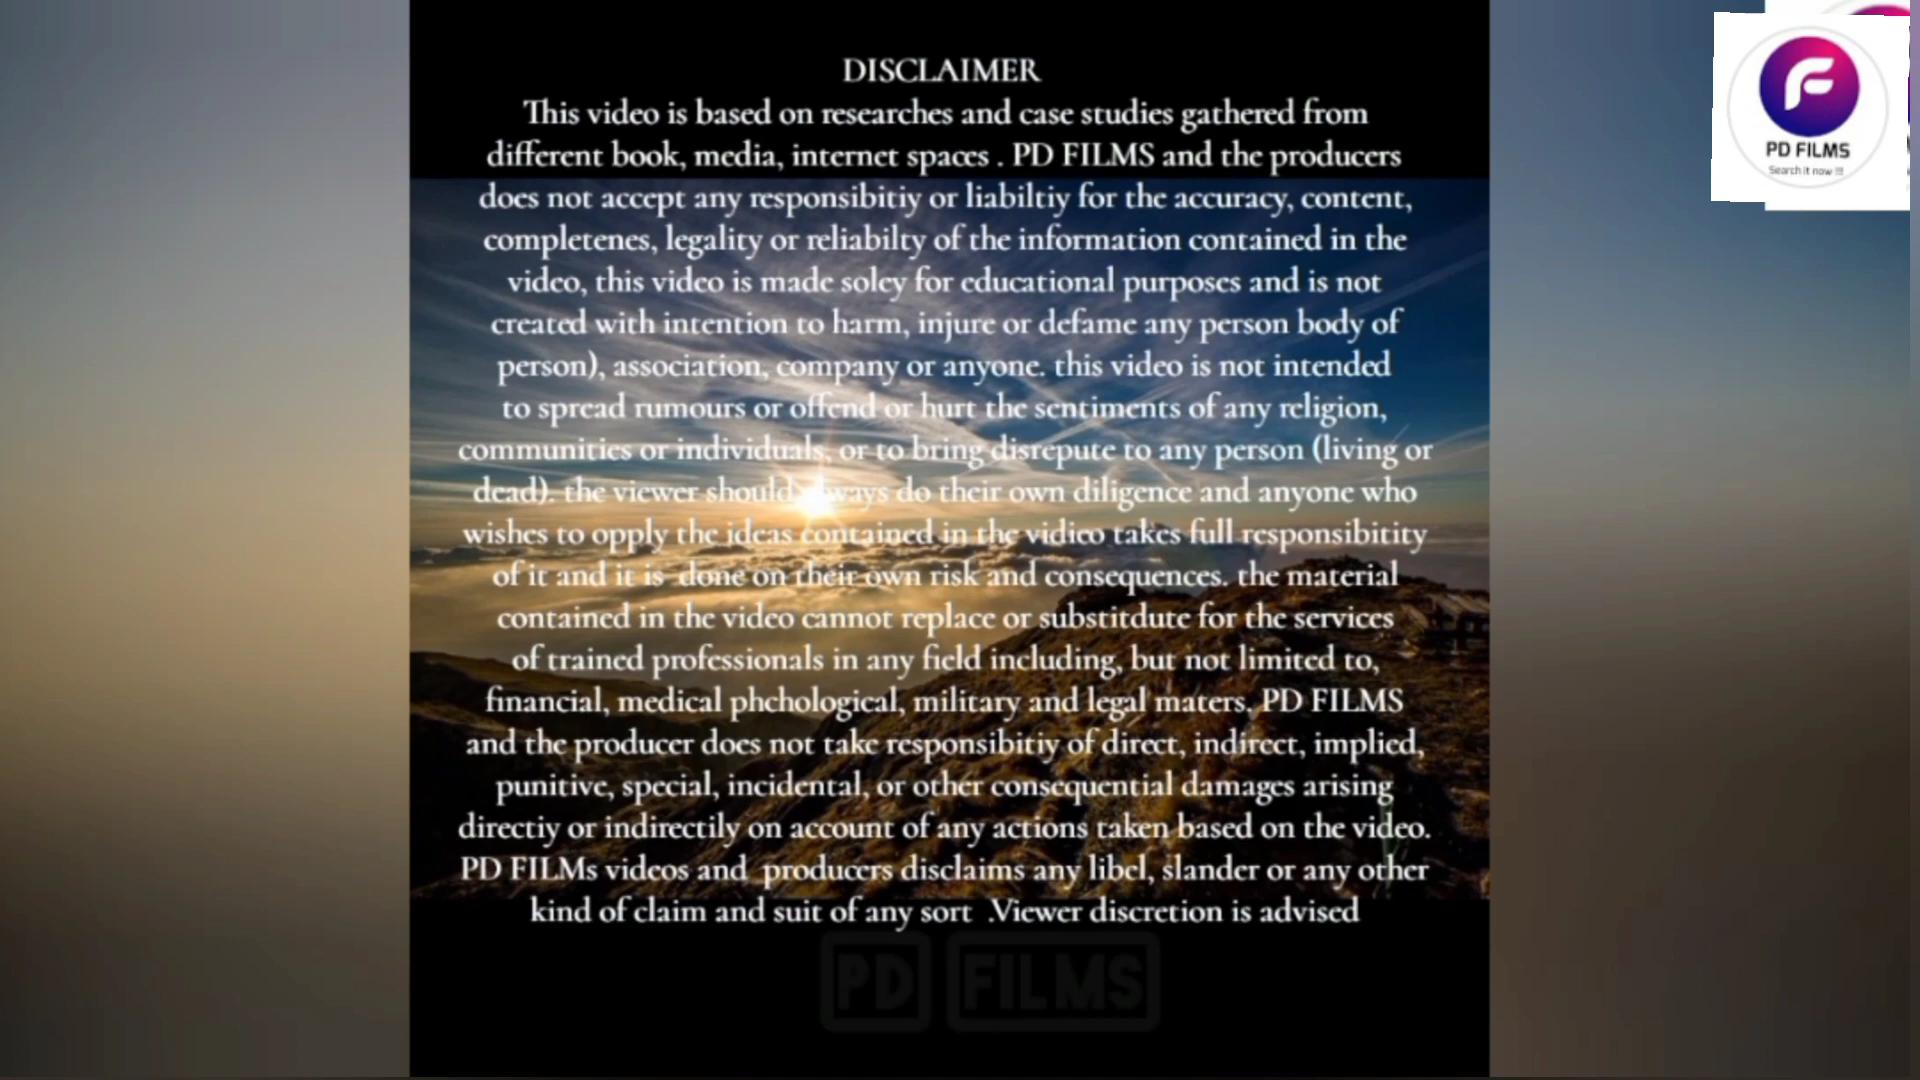 DISCLAIMER
This video is based on researches and case studies gathered from
different book, media, internet spaces . PD FILMS and the producers
does not accept any responsibitiy or liabiltiy for the accuracy, content,
completenes, legality or reliabilty of the information contained in the
video, this video is made soley for educational purposes and is not
created with intention to harm, injure or defame any person body of
person), association, company or anyone. this video is not intended
to spread rumours or offend or hurt the sentiments of any religion,
communities or individuals, or to bring disrepute to any person (living or
dead). the viewer should always do their own diligence and anyone who
wishes to opply the ideas contained in the vidieo takes full responsibitity
of it and it is done on their own risk and consequences. the material
contained in the video cannot replace or substitdute for the services
of trained professionals in any field including, but not limited to,
financial, medical phchological, military and legal maters. PD FILMS
and the producer does not take responsibitiy of direct, indirect, implied,
punitive, special, incidental, or other consequential damages arising
directiy or indirectily on account of any actions taken based on the video.
PD FILMs videos and producers disclaims any libel, slander or any other
kind of claim and suit of any sort .Viewer discretion is advised
PD FILMS
PD FILMS
Search it now !!!